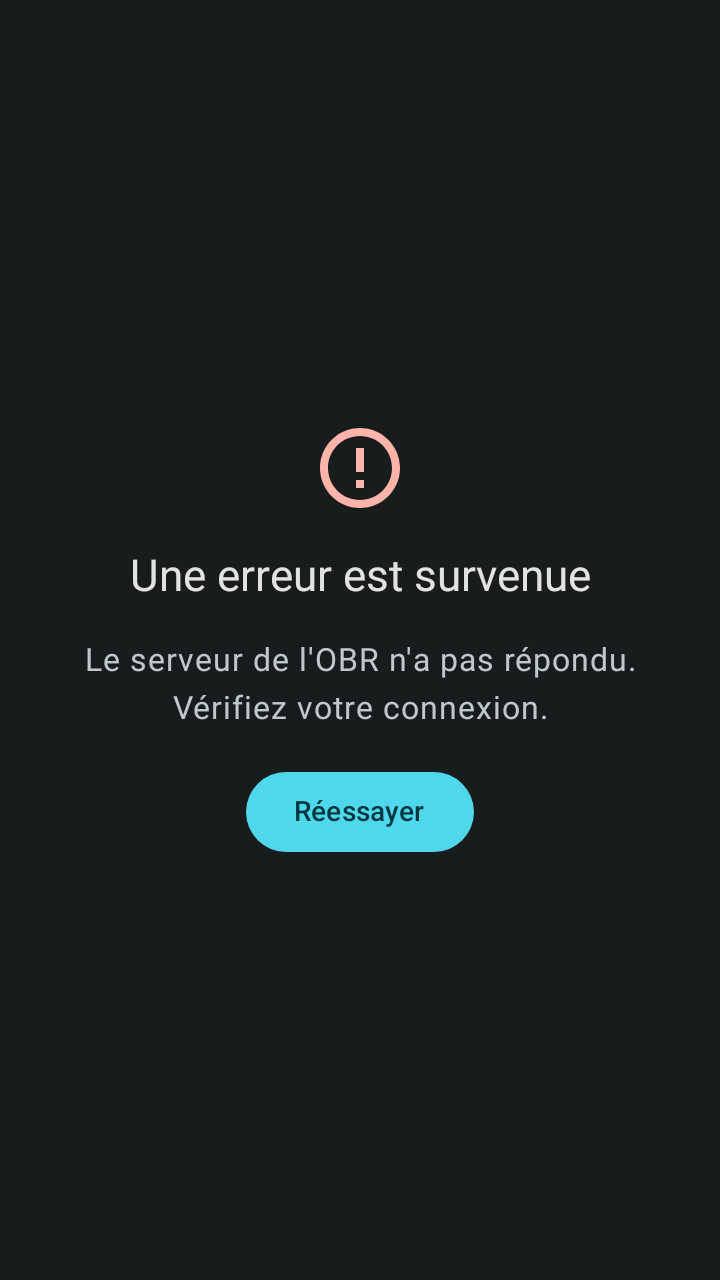 Une erreur est survenue
Le serveur de l'OBR n'a pas répondu.
Vérifiez votre connexion.
Réessayer